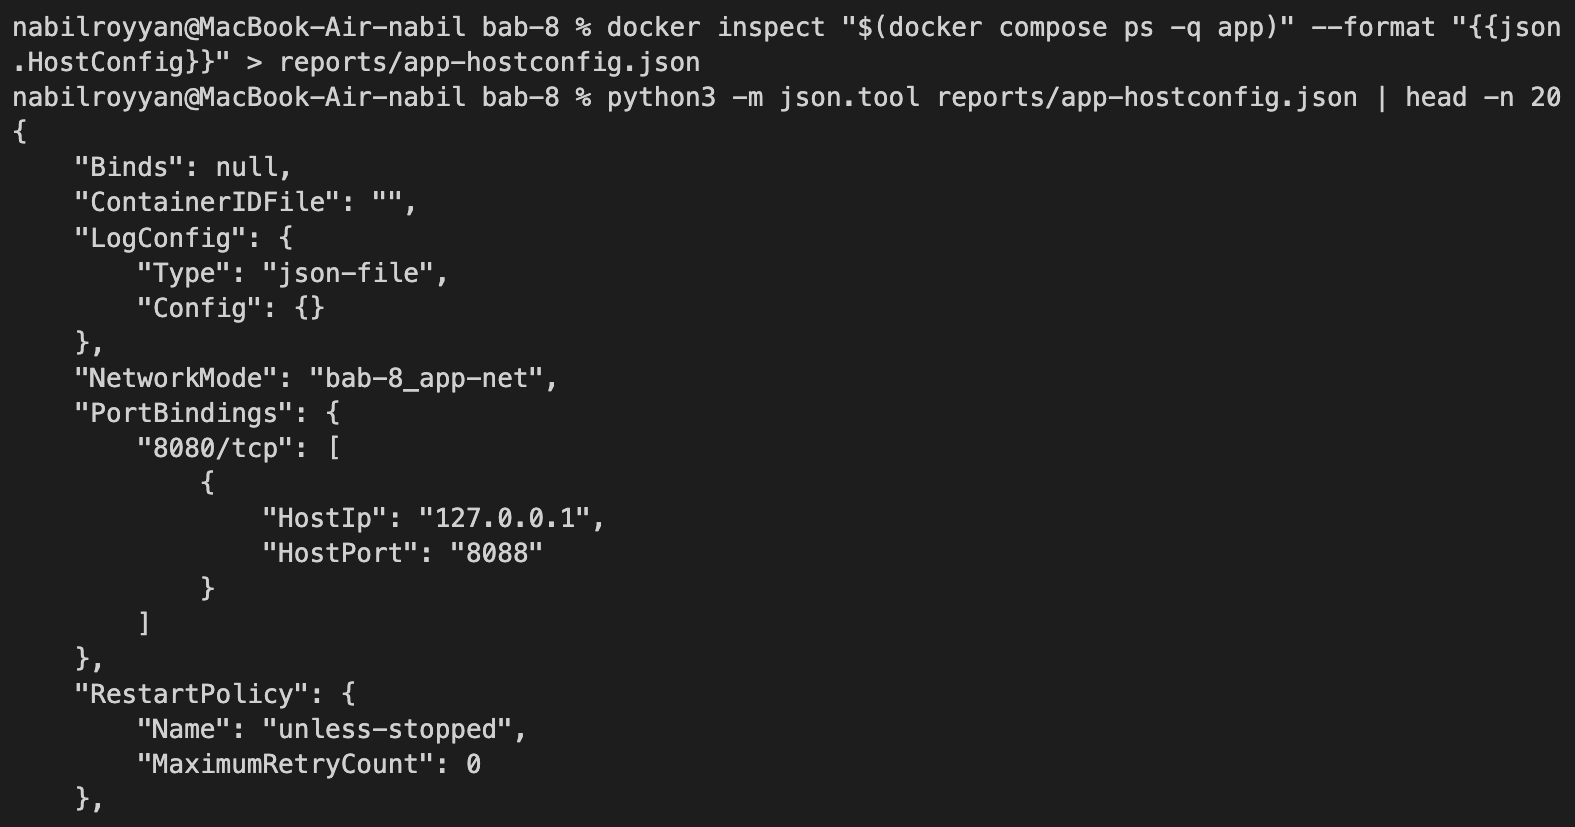 nabilroyyan@MacBook-Air-nabil bab-8 % docker inspect "$(docker compose ps -q app)" --format "{{json
.HostConfig}}" > reports/app-hostconfig.json
nabilroyyan@MacBook-Air-nabil bab-8 % python3 -m json.tool reports/app-hostconfig.json | head -n 20
{
    "Binds": null,
    "ContainerIDFile": "",
    "LogConfig": {
        "Type": "json-file",
        "Config": {}
    },
    "NetworkMode": "bab-8_app-net",
    "PortBindings": {
        "8080/tcp": [
            {
                "HostIp": "127.0.0.1",
                "HostPort": "8088"
            }
        ]
    },
    "RestartPolicy": {
        "Name": "unless-stopped",
        "MaximumRetryCount": 0
    },